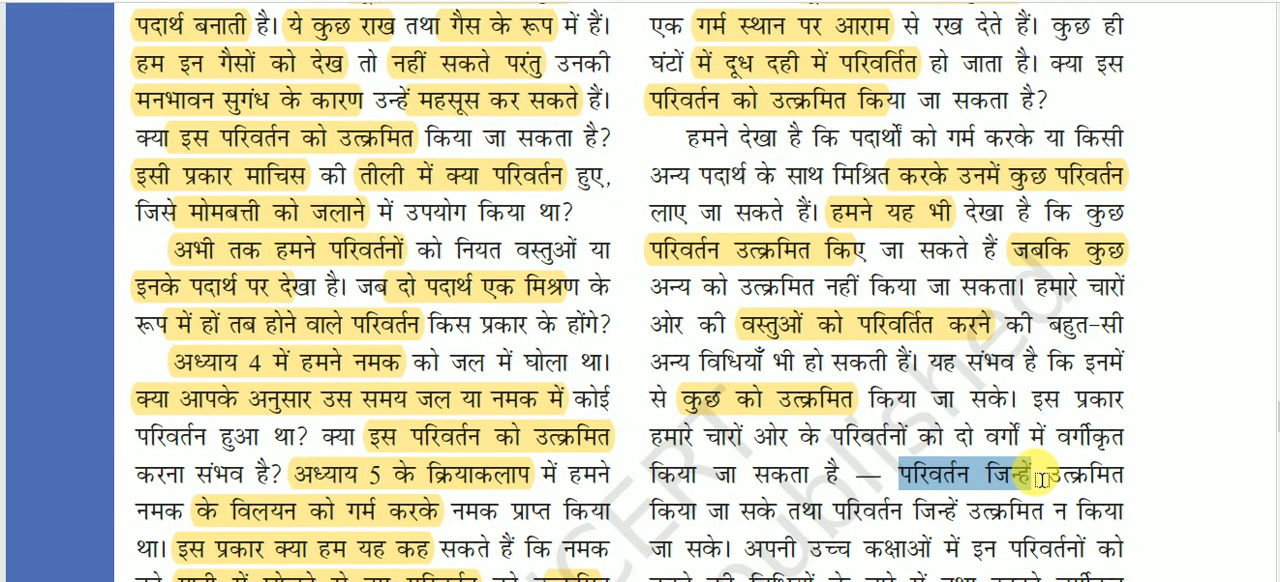 पदार्थ बनाती है। ये कुछ राख तथा गैस के रूप में हैं।
हम इन गैसों को देख तो नहीं सकते परंतु उनकी
मनभावन सुगंध के कारण उन्हें महसूस कर सकते हैं।
क्या इस परिवर्तन को उत्क्रमित किया जा सकता है?
इसी प्रकार माचिस की तीली में क्या परिवर्तन हुए,
जिसे मोमबत्ती को जलाने में उपयोग किया था?
अभी तक हमने परिवर्तनों को नियत वस्तुओं या
इनके पदार्थ पर देखा है। जब दो पदार्थ एक मिश्रण के
रूप में हों तब होने वाले परिवर्तन किस प्रकार के होंगे?
अध्याय 4 में हमने नमक को जल में घोला था।
क्या आपके अनुसार उस समय जल या नमक में कोई
परिवर्तन हुआ था? क्या इस परिवर्तन को उत्क्रमित
करना संभव है? अध्याय 5 के क्रियाकलाप में हमने
नमक के विलयन को गर्म करके नमक प्राप्त किया
था। इस प्रकार क्या हम यह कह सकते हैं कि नमक
एक गर्म स्थान पर आराम से रख देते हैं। कुछ ही
घंटों में दूध दही में परिवर्तित हो जाता है। क्या इस
परिवर्तन को उत्क्रमित किया जा सकता है?
हमने देखा है कि पदार्थों को गर्म करके या किसी
अन्य पदार्थ के साथ मिश्रित करके उनमें कुछ परिवर्तन
लाए जा सकते हैं। हमने यह भी देखा है कि कुछ
परिवर्तन उत्क्रमित किए जा सकते हैं जबकि कुछ
अन्य को उत्क्रमित नहीं किया जा सकता। हमारे चारों
ओर की वस्तुओं को परिवर्तित करने की बहुत-सी
अन्य विधियाँ भी हो सकती हैं। यह संभव है कि इनमें
से कुछ को उत्क्रमित किया जा सके। इस प्रकार
हमारे चारों ओर के परिवर्तनों को दो वर्गों में वर्गीकृत
किया जा सकता है — परिवर्तन जिन्हें उत्क्रमित
किया जा सके तथा परिवर्तन जिन्हें उत्क्रमित न किया
जा सके। अपनी उच्च कक्षाओं में इन परिवर्तनों को